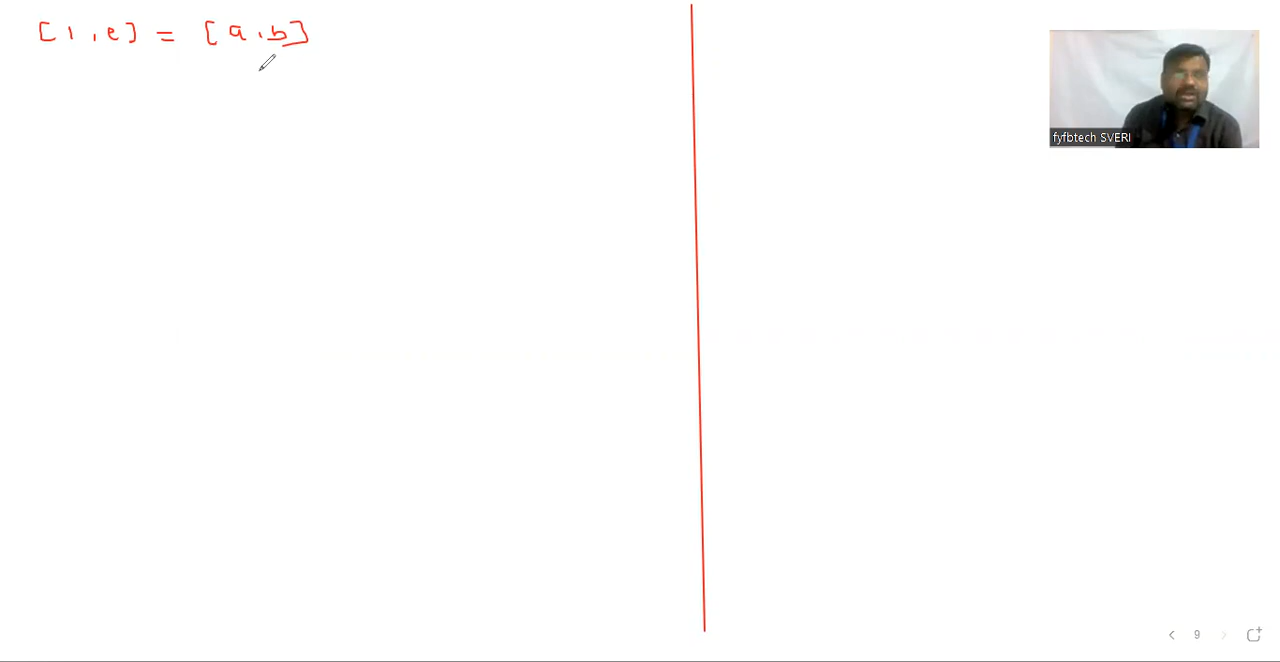 [1, e] = [a, b]
fyfbtech SVERI
9